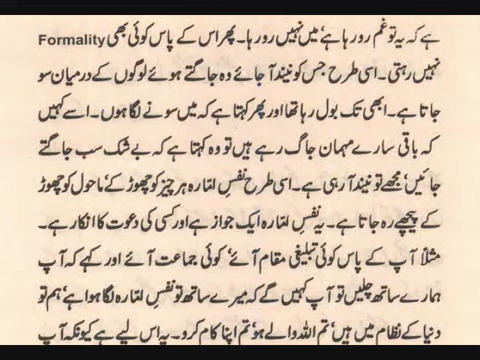 ہے کہ یہ تو غم رو رہا ہے' میں نہیں رو رہا۔ پھر اس کے پاس کوئی بھی Formality
نہیں رہتی۔ اسی طرح جس کو نیند آ جائے وہ جاگتے ہوئے لوگوں کے درمیان سو
جاتا ہے۔ ابھی تک بول رہا تھا اور پھر کہتا ہے کہ میں سونے لگا ہوں۔ اسے کہیں
کہ باقی سارے مہمان جاگ رہے ہیں تو وہ کہتا ہے کہ بے شک سب جاگتے
جائیں' مجھے تو نیند آ رہی ہے۔ اسی طرح نفسِ امّارہ ہر چیز کو چھوڑ کے' ماحول کو چھوڑ
کے پیچھے رہ جاتا ہے۔ یہ نفسِ امّارہ ایک جواز ہے اور کسی کی دعوت کا انکار ہے۔
مثلاً آپ کے پاس کوئی تبلیغی مقام آئے' کوئی جماعت آئے اور کہے کہ آپ
ہمارے ساتھ چلیں تو آپ کہیں گے کہ میرے ساتھ تو نفس امّارہ لگا ہوا ہے' ہم تو
دنیا کے نظام میں ہیں' تم اللہ والے ہو' تم اپنا کام کرو۔ یہ اس لیے ہے کیونکہ آپ